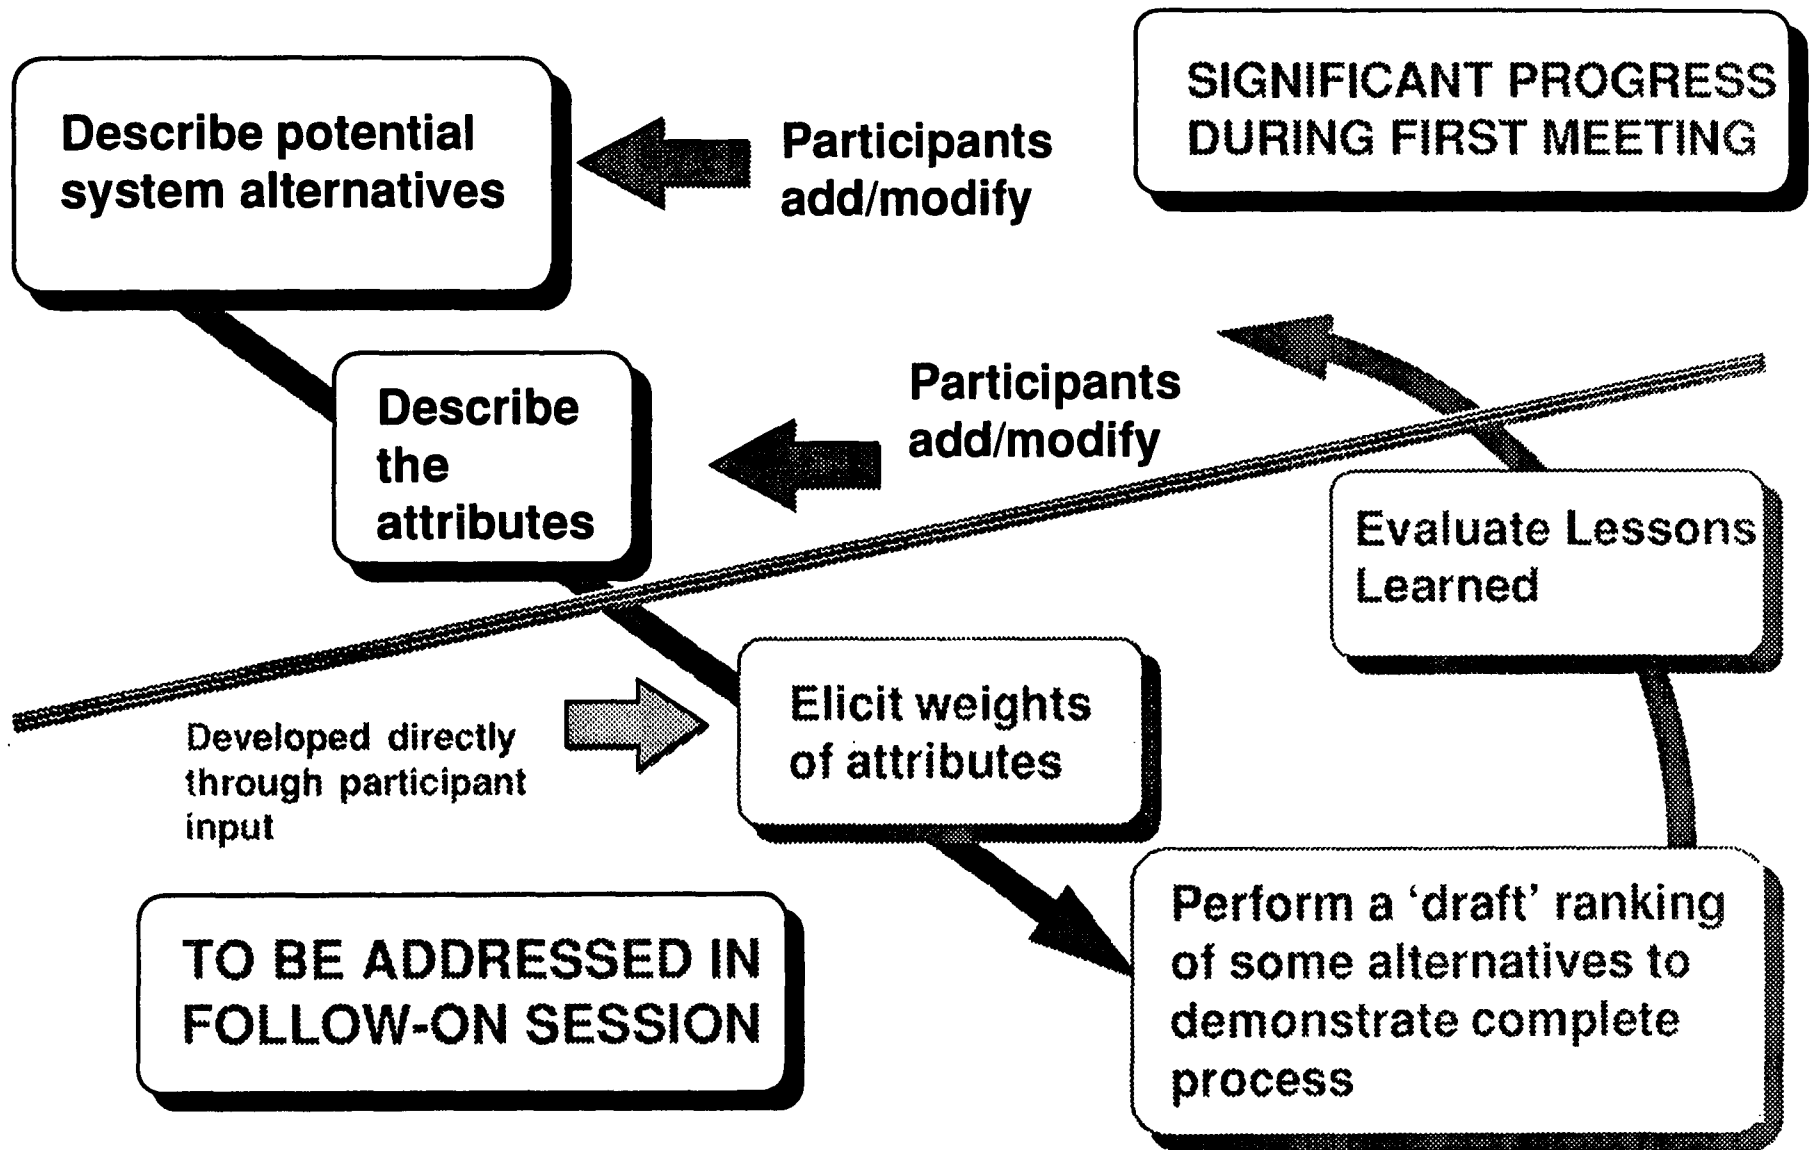 Describe potential
system alternatives
Participants
add/modify
SIGNIFICANT PROGRESS
DURING FIRST MEETING
Describe
the
attributes
Participants
add/modify
Evaluate Lessons
Learned
Developed directly
through participant
input
Elicit weights
of attributes
TO BE ADDRESSED IN
FOLLOW-ON SESSION
Perform a ‘draft’ ranking
of some alternatives to
demonstrate complete
process